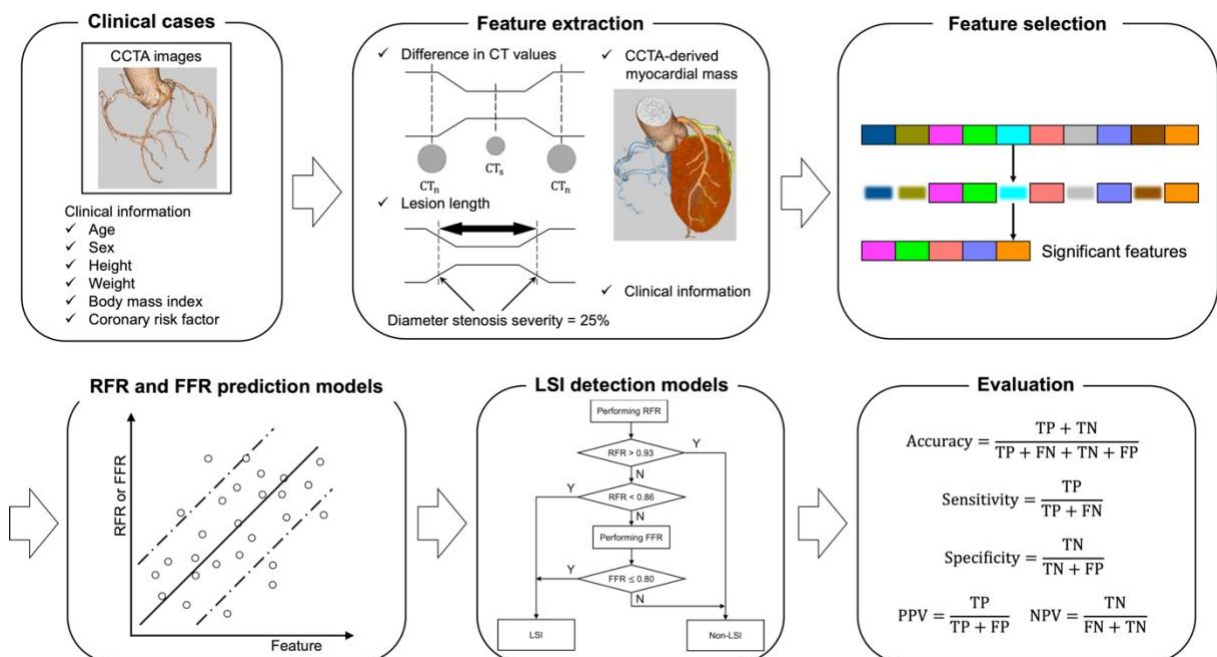 Clinical cases
CCTA images
Clinical information
✓ Age
✓ Sex
✓ Height
✓ Weight
✓ Body mass index
✓ Coronary risk factor
Feature extraction
✓ Difference in CT values
CTₙ
CTₛ
CTₙ
✓ Lesion length
Diameter stenosis severity = 25%
✓ CCTA-derived
myocardial mass
✓ Clinical information
Feature selection
Significant features
RFR and FFR prediction models
RFR or FFR
Feature
LSI detection models
Performing RFR
RFR > 0.93
Y
N
RFR < 0.86
Y
N
Performing FFR
FFR ≤ 0.80
Y
N
LSI
Non-LSI
Evaluation
Accuracy = (TP + TN) / (TP + FN + TN + FP)
Sensitivity = TP / (TP + FN)
Specificity = TN / (TN + FP)
PPV = TP / (TP + FP) NPV = TN / (FN + TN)